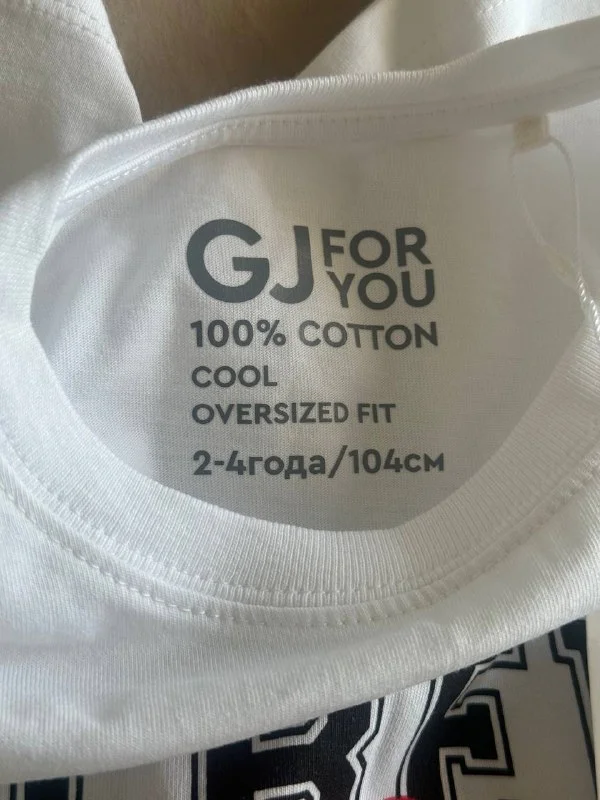 GJ FOR YOU
100% COTTON
COOL
OVERSIZED FIT
2-4года/104см